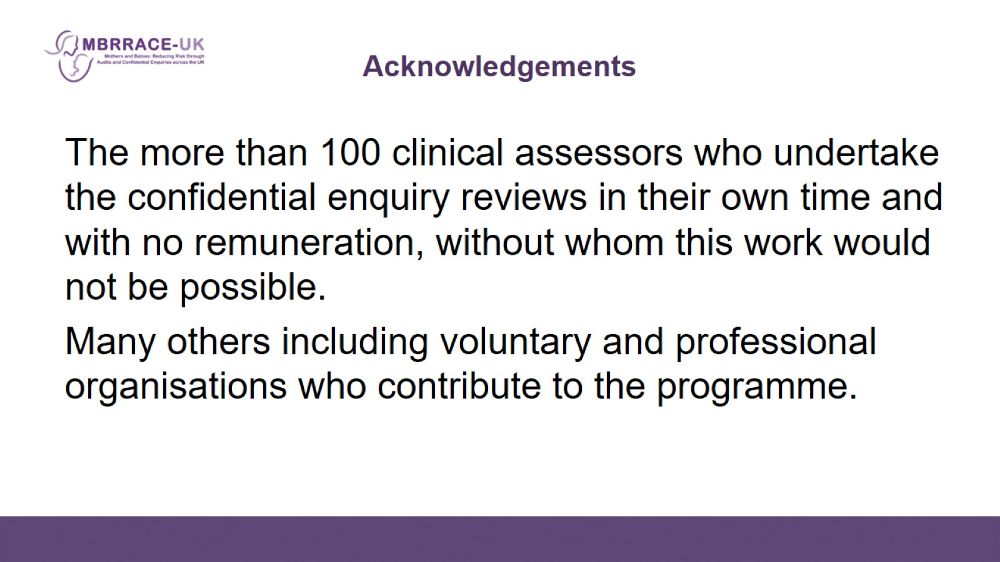 MBRRACE-UK
Mothers and Babies: Reducing Risk through
Audits and Confidential Enquiries across the UK
Acknowledgements
The more than 100 clinical assessors who undertake
the confidential enquiry reviews in their own time and
with no remuneration, without whom this work would
not be possible.
Many others including voluntary and professional
organisations who contribute to the programme.